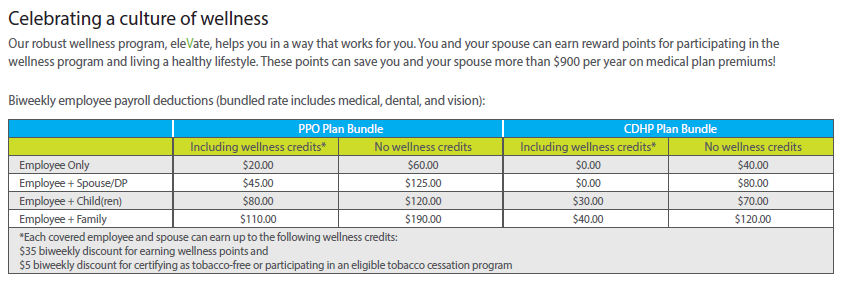 Celebrating a culture of wellness
Our robust wellness program, eleVate, helps you in a way that works for you. You and your spouse can earn reward points for participating in the
wellness program and living a healthy lifestyle. These points can save you and your spouse more than $900 per year on medical plan premiums!
Biweekly employee payroll deductions (bundled rate includes medical, dental, and vision):
PPO Plan Bundle CDHP Plan Bundle
Including wellness credits* No wellness credits Including wellness credits* No wellness credits
Employee Only $20.00 $60.00 $0.00 $40.00
Employee + Spouse/DP $45.00 $125.00 $0.00 $80.00
Employee + Child(ren) $80.00 $120.00 $30.00 $70.00
Employee + Family $110.00 $190.00 $40.00 $120.00
*Each covered employee and spouse can earn up to the following wellness credits:
$35 biweekly discount for earning wellness points and
$5 biweekly discount for certifying as tobacco-free or participating in an eligible tobacco cessation program